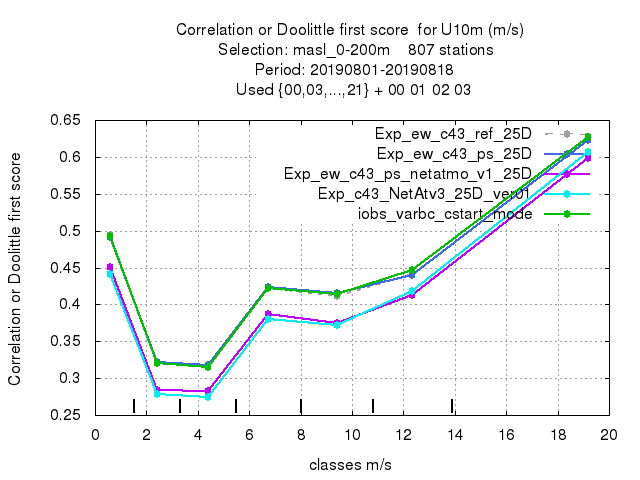 Correlation or Doolittle first score  for U10m (m/s)
Selection: masl_0-200m    807 stations
Period: 20190801-20190818
Used {00,03,...,21} + 00 01 02 03
Correlation or Doolittle first score
0.65
0.6
0.55
0.5
0.45
0.4
0.35
0.3
0.25
Exp_ew_c43_ref_25D
Exp_ew_c43_ps_25D
Exp_ew_c43_ps_netatmo_v1_25D
Exp_c43_NetAtv3_25D_ver01
iobs_varbc_cstart_mode
0 2 4 6 8 10 12 14 16 18 20
classes m/s